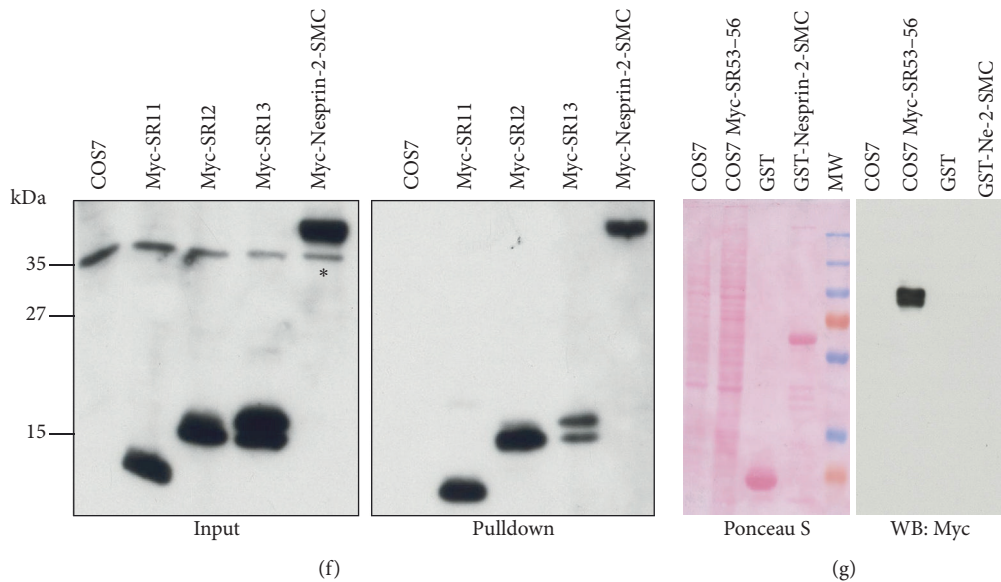 COS7
Myc-SR11
Myc-SR12
Myc-SR13
Myc-Nesprin-2-SMC
COS7
Myc-SR11
Myc-SR12
Myc-SR13
Myc-Nesprin-2-SMC
COS7
COS7 Myc-SR53–56
GST
GST-Nesprin-2-SMC
MW
COS7
COS7 Myc-SR53–56
GST
GST-Ne-2-SMC
kDa
35
*
27
15
Input
Pulldown
Ponceau S
WB: Myc
(f)
(g)